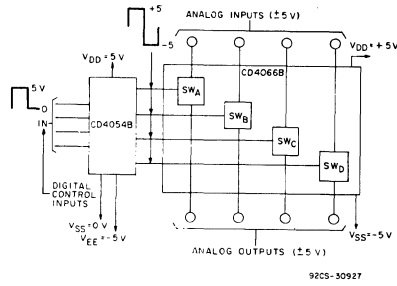 +5
-5
ANALOG INPUTS (±5 V)
VDD = 5V
VDD = +5 V
CD4066B
5 V
0
IN
CD4054B
SWA
SWB
SWC
SWD
DIGITAL
CONTROL
INPUTS
VSS = 0 V
VEE = -5 V
VSS = -5 V
ANALOG OUTPUTS (±5 V)
92CS-30927